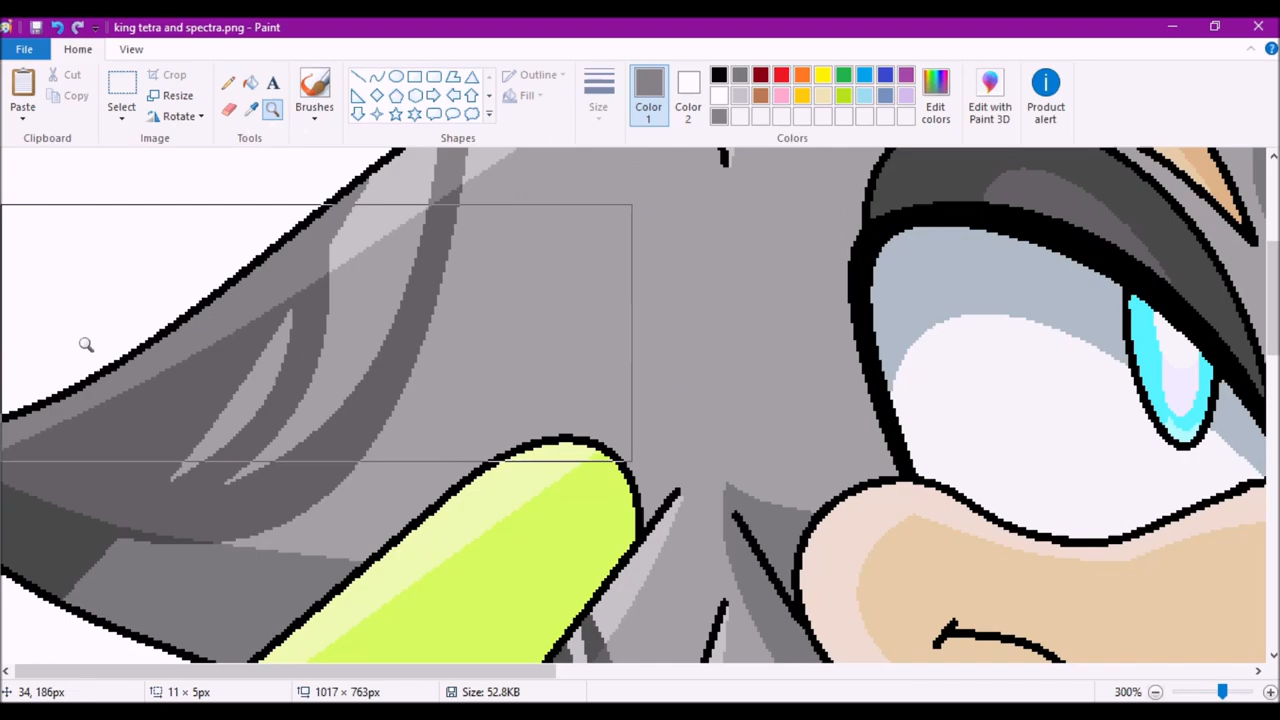 king tetra and spectra.png - Paint
File Home View
Paste
Cut
Copy
Clipboard
Select
Crop
Resize
Rotate
Image
Tools
Brushes
Outline
Fill
Shapes
Size
Color 1
Color 2
Colors
Edit colors
Edit with Paint 3D
Product alert
34, 186px 11 × 5px 1017 × 763px Size: 52.8KB 300%